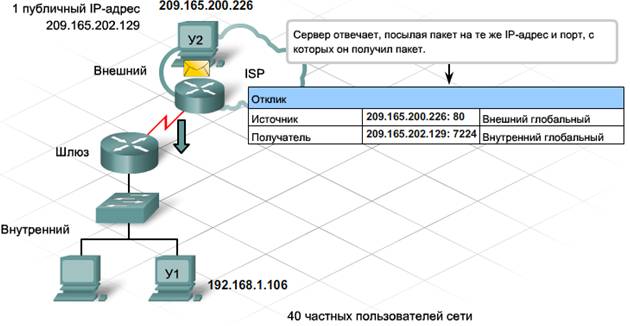 1 публичный IP-адрес
209.165.202.129
209.165.200.226
У2
Внешний
ISP
Сервер отвечает, посылая пакет на те же IP-адрес и порт, с
которых он получил пакет.
Отклик
Источник 209.165.200.226: 80 Внешний глобальный
Получатель 209.165.202.129: 7224 Внутренний глобальный
Шлюз
Внутренний
У1
192.168.1.106
40 частных пользователей сети